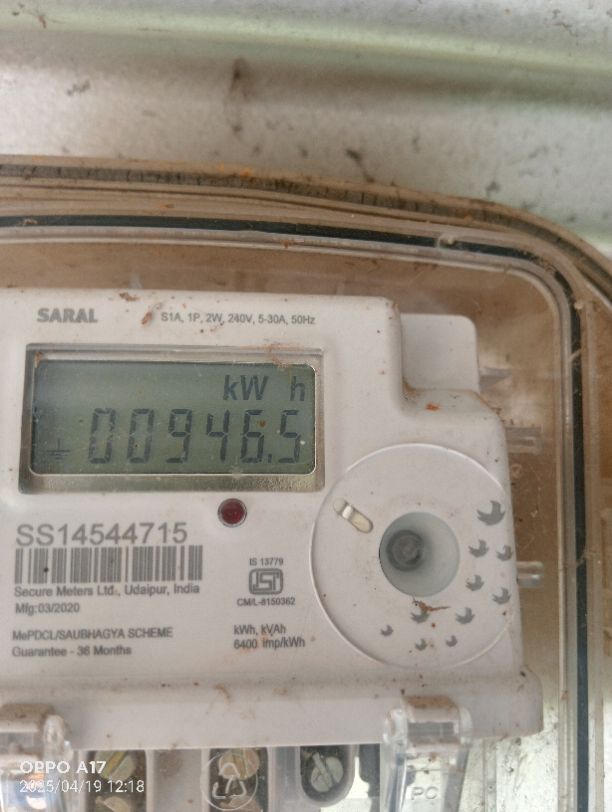 SARAL S1A, 1P, 2W, 240V, 5-30A, 50Hz
kW h
00946.5
SS14544715
Secure Meters Ltd., Udaipur, India
Mfg:03/2020
MePDCL/SAUBHAGYA SCHEME
Guarantee - 36 Months
IS 13779
ISI
CM/L-8150362
kWh, kVAh
6400 imp/kWh
PC
OPPO A17
2025/04/19 12:18